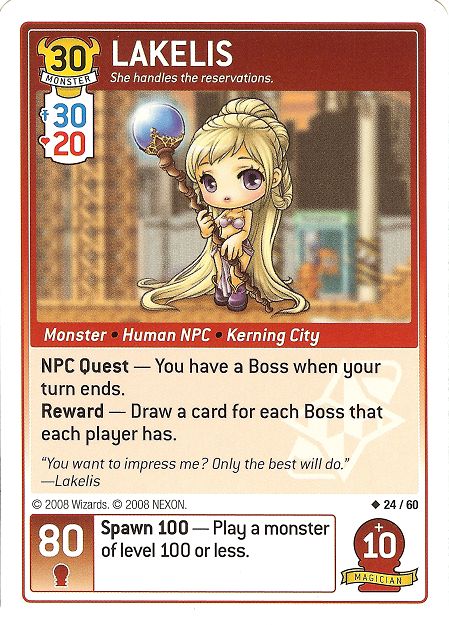 30
MONSTER
LAKELIS
She handles the reservations.
30
20
Monster • Human NPC • Kerning City
NPC Quest — You have a Boss when your
turn ends.
Reward — Draw a card for each Boss that
each player has.
"You want to impress me? Only the best will do."
—Lakelis
© 2008 Wizards. © 2008 NEXON.
◆ 24 / 60
80
Spawn 100 — Play a monster
of level 100 or less.
+
10
MAGICIAN